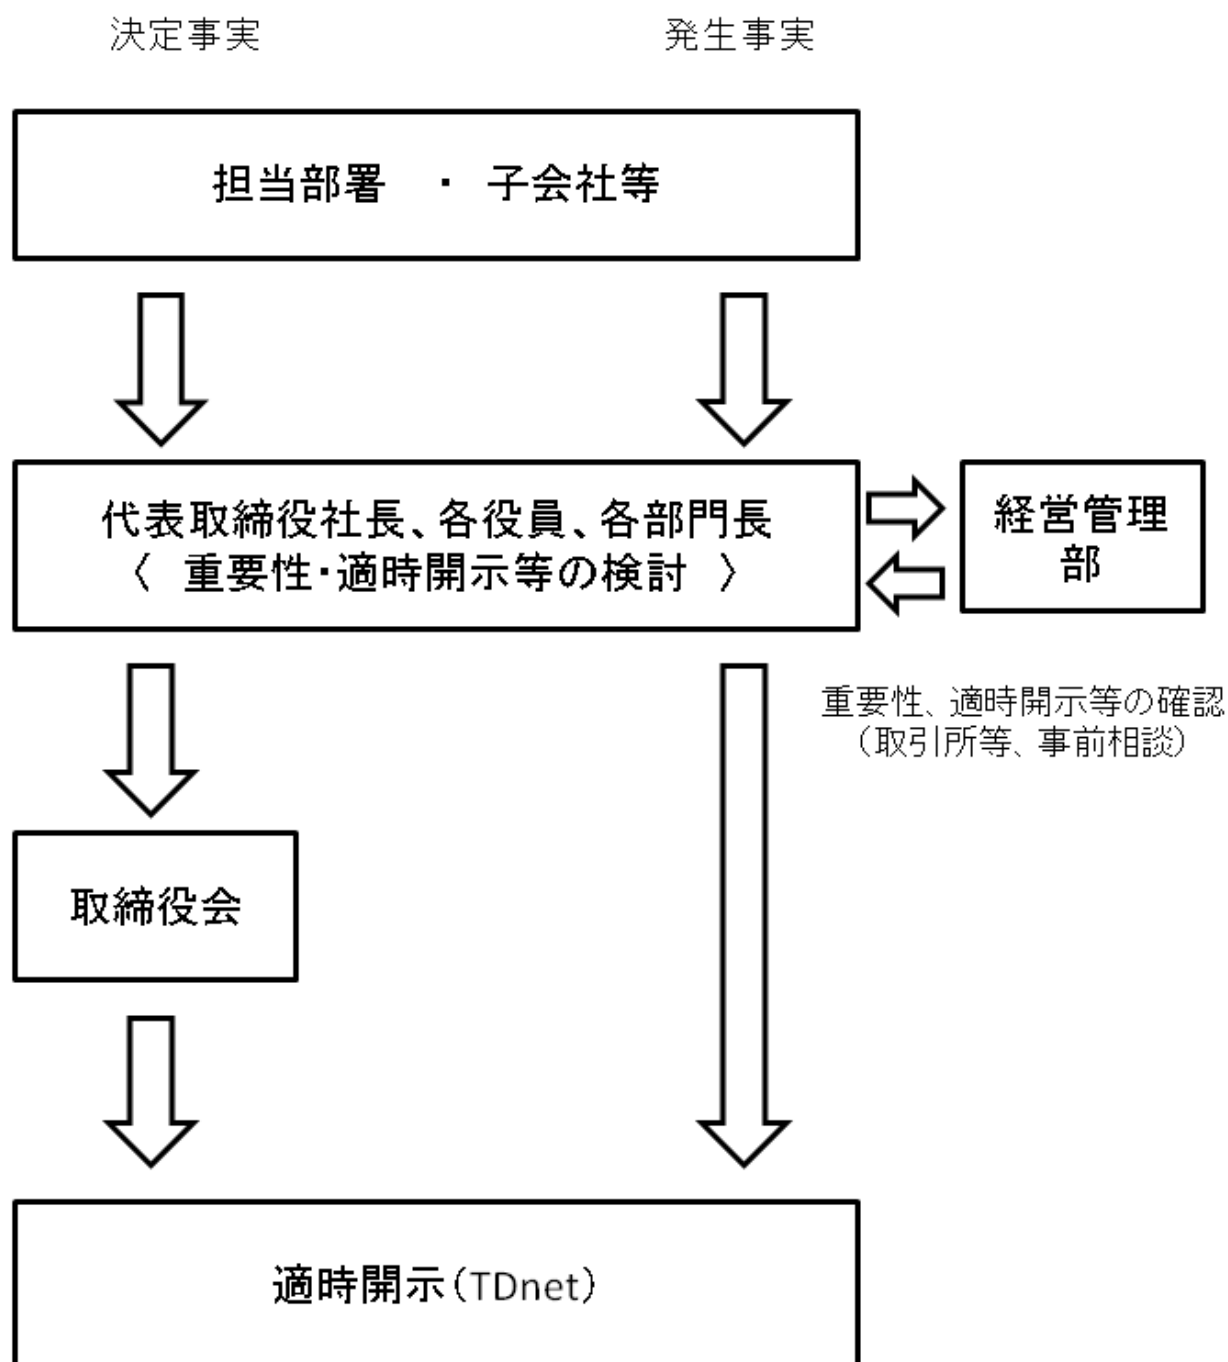 決定事実
発生事実
担当部署　・　子会社等
代表取締役社長、各役員、各部門長
〈　重要性・適時開示等の検討　〉
経営管理
部
重要性、適時開示等の確認
（取引所等、事前相談）
取締役会
適時開示（TDnet）